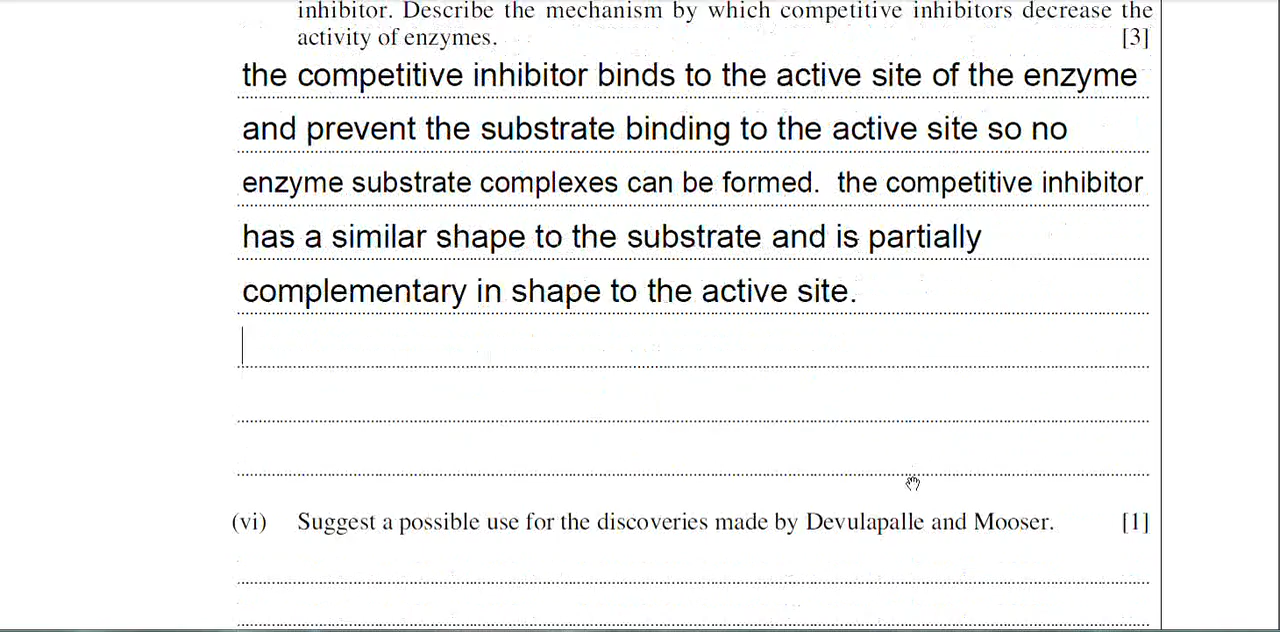 inhibitor. Describe the mechanism by which competitive inhibitors decrease the
activity of enzymes. [3]
the competitive inhibitor binds to the active site of the enzyme
and prevent the substrate binding to the active site so no
enzyme substrate complexes can be formed.  the competitive inhibitor
has a similar shape to the substrate and is partially
complementary in shape to the active site.
(vi) Suggest a possible use for the discoveries made by Devulapalle and Mooser. [1]